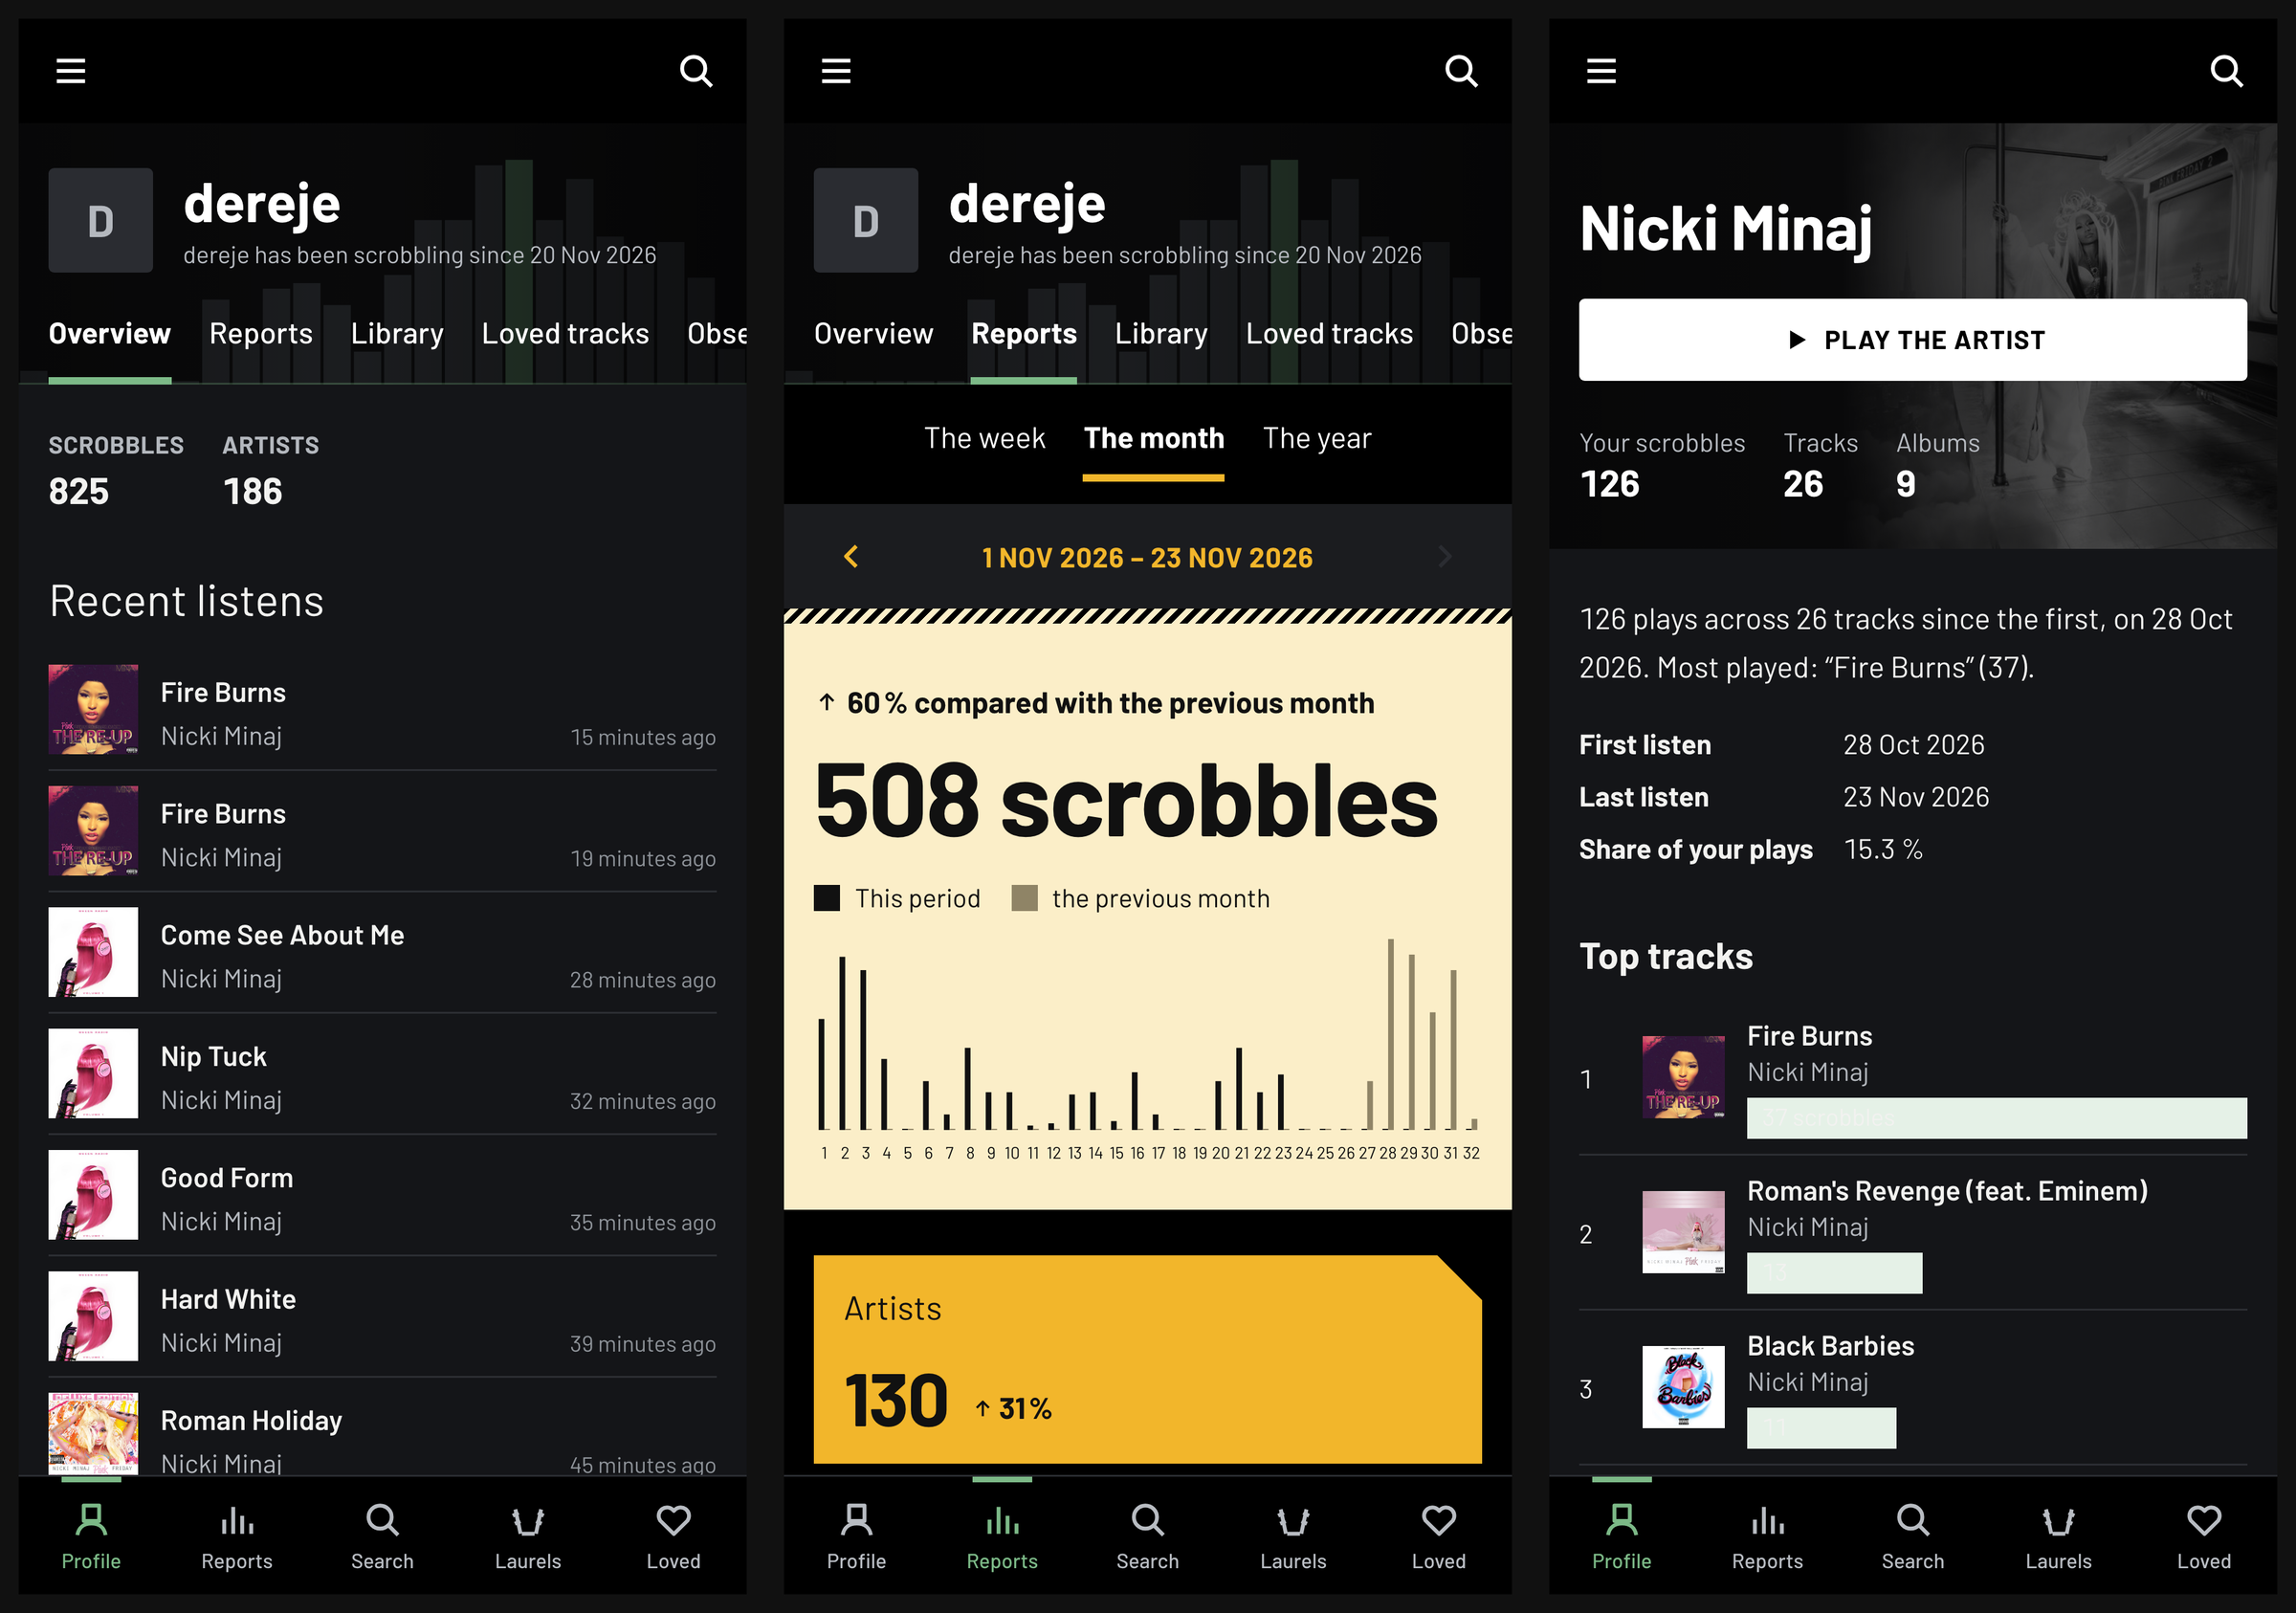 D
dereje
dereje has been scrobbling since 20 Nov 2026
Overview Reports Library Loved tracks Obse
SCROBBLES ARTISTS
825 186
Recent listens
Fire Burns
Nicki Minaj 15 minutes ago
Fire Burns
Nicki Minaj 19 minutes ago
Come See About Me
Nicki Minaj 28 minutes ago
Nip Tuck
Nicki Minaj 32 minutes ago
Good Form
Nicki Minaj 35 minutes ago
Hard White
Nicki Minaj 39 minutes ago
Roman Holiday
Nicki Minaj 45 minutes ago
Profile Reports Search Laurels Loved
D
dereje
dereje has been scrobbling since 20 Nov 2026
Overview Reports Library Loved tracks Obse
The week The month The year
1 NOV 2026 – 23 NOV 2026
↑ 60 % compared with the previous month
508 scrobbles
This period the previous month
1 2 3 4 5 6 7 8 9 10 11 12 13 14 15 16 17 18 19 20 21 22 23 24 25 26 27 28 29 30 31 32
Artists
130 ↑ 31 %
Profile Reports Search Laurels Loved
Nicki Minaj
PLAY THE ARTIST
Your scrobbles Tracks Albums
126 26 9
126 plays across 26 tracks since the first, on 28 Oct
2026. Most played: “Fire Burns” (37).
First listen 28 Oct 2026
Last listen 23 Nov 2026
Share of your plays 15.3 %
Top tracks
1
THE RE-UP
Fire Burns
Nicki Minaj
37 scrobbles
2
Roman's Revenge (feat. Eminem)
Nicki Minaj
13
3
Black Barbies
Black Barbies
Nicki Minaj
11
Profile Reports Search Laurels Loved